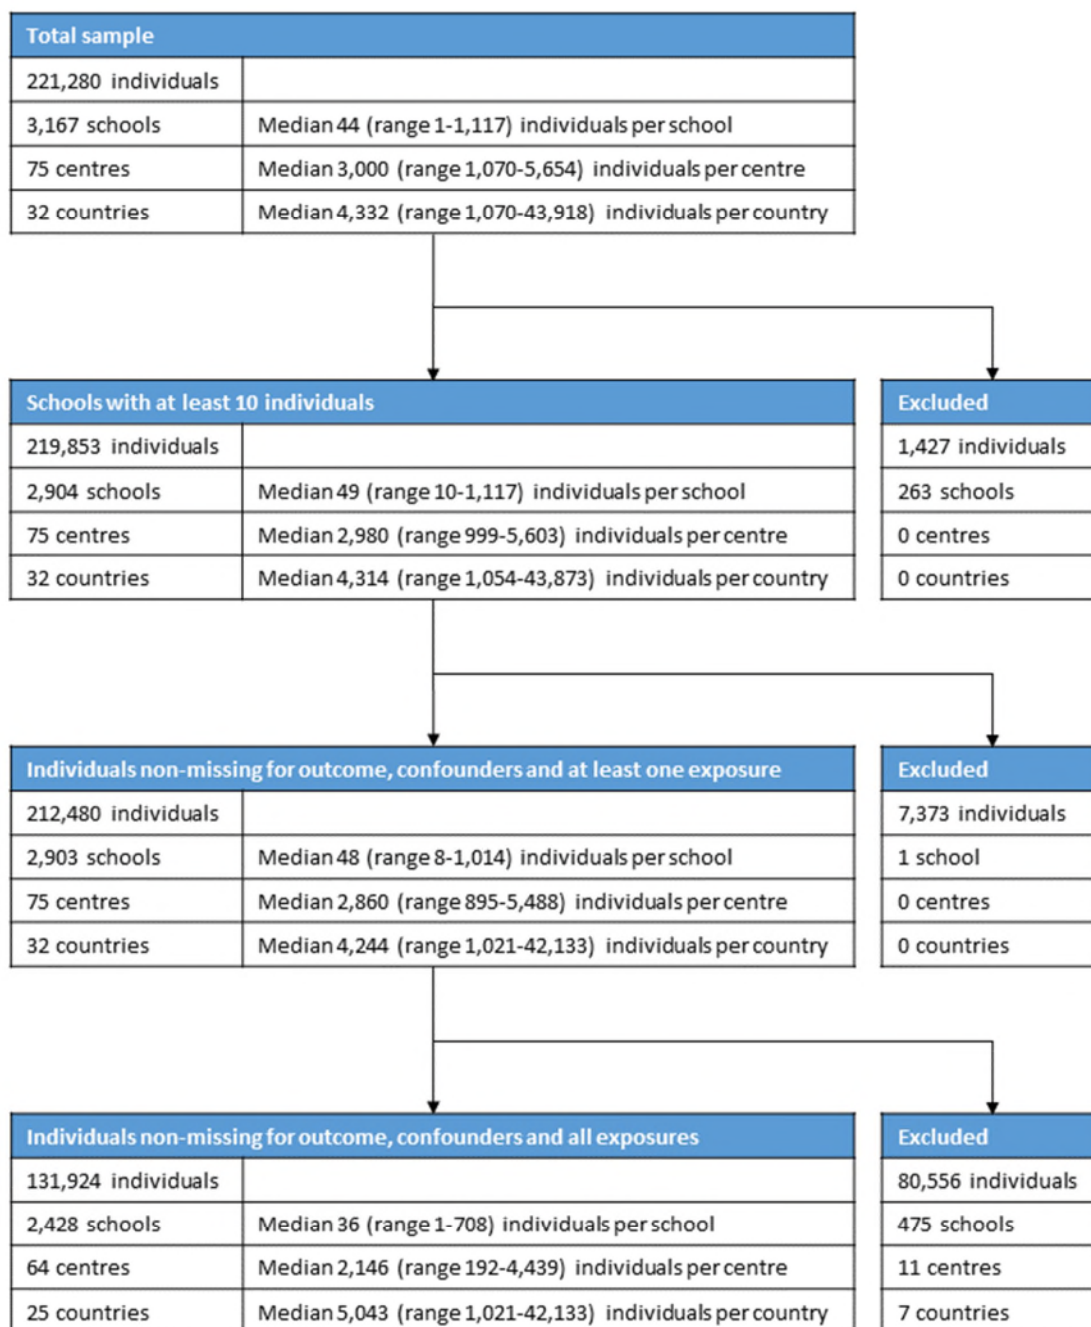 Total sample
221,280 individuals
3,167 schools Median 44 (range 1-1,117) individuals per school
75 centres Median 3,000 (range 1,070-5,654) individuals per centre
32 countries Median 4,332 (range 1,070-43,918) individuals per country
Schools with at least 10 individuals Excluded
219,853 individuals 1,427 individuals
2,904 schools Median 49 (range 10-1,117) individuals per school 263 schools
75 centres Median 2,980 (range 999-5,603) individuals per centre 0 centres
32 countries Median 4,314 (range 1,054-43,873) individuals per country 0 countries
Individuals non-missing for outcome, confounders and at least one exposure Excluded
212,480 individuals 7,373 individuals
2,903 schools Median 48 (range 8-1,014) individuals per school 1 school
75 centres Median 2,860 (range 895-5,488) individuals per centre 0 centres
32 countries Median 4,244 (range 1,021-42,133) individuals per country 0 countries
Individuals non-missing for outcome, confounders and all exposures Excluded
131,924 individuals 80,556 individuals
2,428 schools Median 36 (range 1-708) individuals per school 475 schools
64 centres Median 2,146 (range 192-4,439) individuals per centre 11 centres
25 countries Median 5,043 (range 1,021-42,133) individuals per country 7 countries